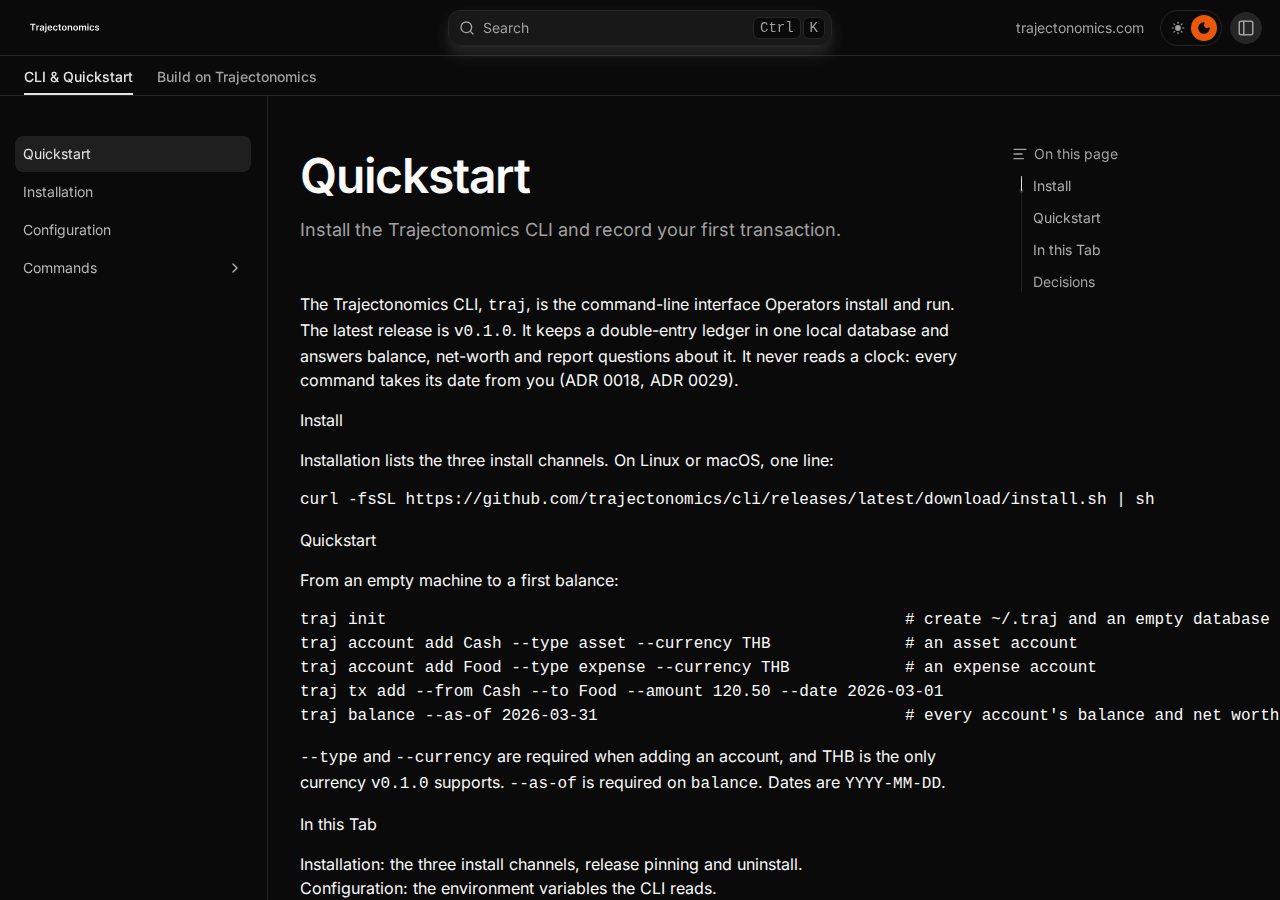 Trajectonomics
Search
Ctrl K
trajectonomics.com
CLI & Quickstart
Build on Trajectonomics
Quickstart
Installation
Configuration
Commands
Quickstart
Install the Trajectonomics CLI and record your first transaction.
The Trajectonomics CLI, traj, is the command-line interface Operators install and run.
The latest release is v0.1.0. It keeps a double-entry ledger in one local database and
answers balance, net-worth and report questions about it. It never reads a clock: every
command takes its date from you (ADR 0018, ADR 0029).
Install
Installation lists the three install channels. On Linux or macOS, one line:
curl -fsSL https://github.com/trajectonomics/cli/releases/latest/download/install.sh | sh
Quickstart
From an empty machine to a first balance:
traj init # create ~/.traj and an empty database
traj account add Cash --type asset --currency THB # an asset account
traj account add Food --type expense --currency THB # an expense account
traj tx add --from Cash --to Food --amount 120.50 --date 2026-03-01
traj balance --as-of 2026-03-31 # every account's balance and net worth
--type and --currency are required when adding an account, and THB is the only
currency v0.1.0 supports. --as-of is required on balance. Dates are YYYY-MM-DD.
In this Tab
Installation: the three install channels, release pinning and uninstall.
Configuration: the environment variables the CLI reads.
On this page
Install
Quickstart
In this Tab
Decisions